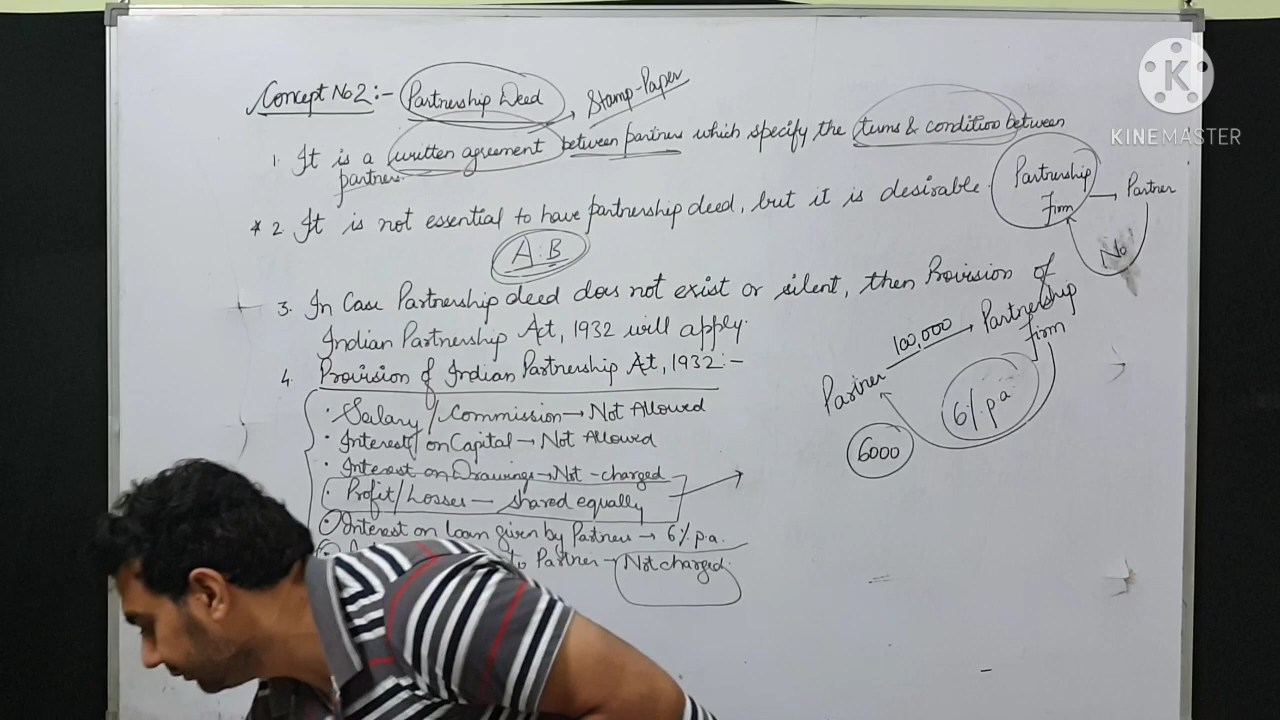 Concept No 2:- Partnership Deed → Stamp-Paper
1. It is a written agreement between partners which specify the terms & condition between
partners.
* 2. It is not essential to have partnership deed, but it is desirable.
A : B
Partnership Firm → Partner
No
3. In Case Partnership deed does not exist or silent, then Provision of
Indian Partnership Act, 1932 will apply.
4. Provision of Indian Partnership Act, 1932:-
· Salary / Commission → Not Allowed
· Interest on Capital → Not Allowed
· Interest on Drawings → Not-charged
· Profit/Losses — shared equally
· Interest on loan given by Partners → 6% p.a.
to Partner → Not charged.
Partner 100,000 → Partnership
firm
6% p.a.
6000
K
KINEMASTER